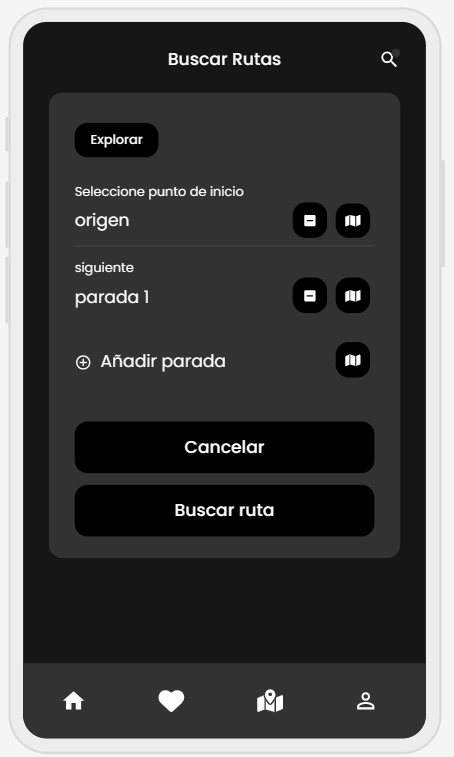 Buscar Rutas
Explorar
Seleccione punto de inicio
origen
siguiente
parada 1
Añadir parada
Cancelar
Buscar ruta